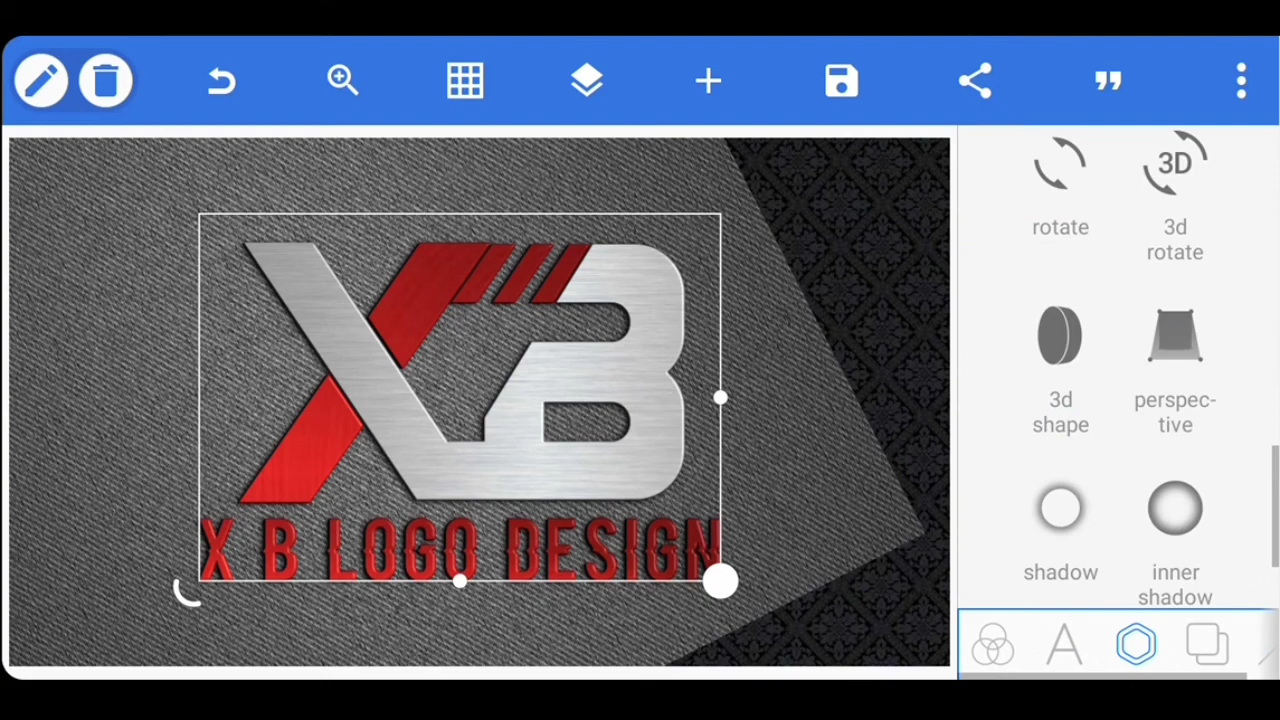 rotate
3D
3d
rotate
3d
shape
perspec-
tive
shadow
inner
shadow
XB
X B LOGO DESIGN
A